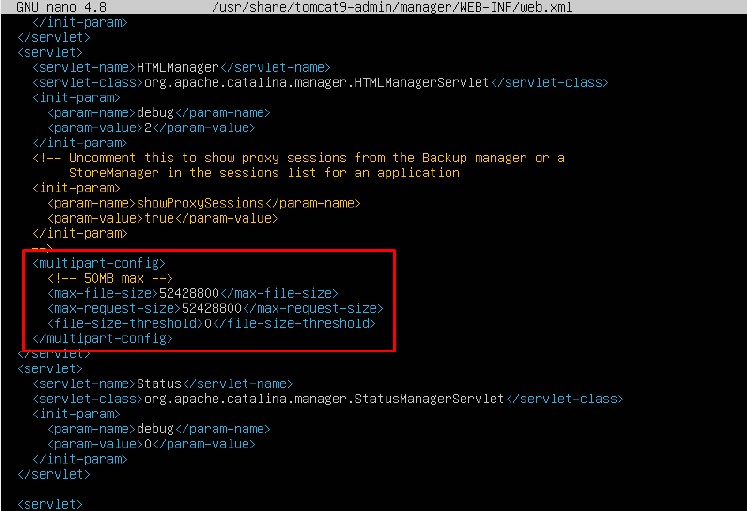 GNU nano 4.8 /usr/share/tomcat9-admin/manager/WEB-INF/web.xml
</init-param>
</servlet>
<servlet>
<servlet-name>HTMLManager</servlet-name>
<servlet-class>org.apache.catalina.manager.HTMLManagerServlet</servlet-class>
<init-param>
<param-name>debug</param-name>
<param-value>2</param-value>
</init-param>
<!-- Uncomment this to show proxy sessions from the Backup manager or a
StoreManager in the sessions list for an application
<init-param>
<param-name>showProxySessions</param-name>
<param-value>true</param-value>
</init-param>
-->
<multipart-config>
<!-- 50MB max -->
<max-file-size>52428800</max-file-size>
<max-request-size>52428800</max-request-size>
<file-size-threshold>0</file-size-threshold>
</multipart-config>
</servlet>
<servlet>
<servlet-name>Status</servlet-name>
<servlet-class>org.apache.catalina.manager.StatusManagerServlet</servlet-class>
<init-param>
<param-name>debug</param-name>
<param-value>0</param-value>
</init-param>
</servlet>
<servlet>